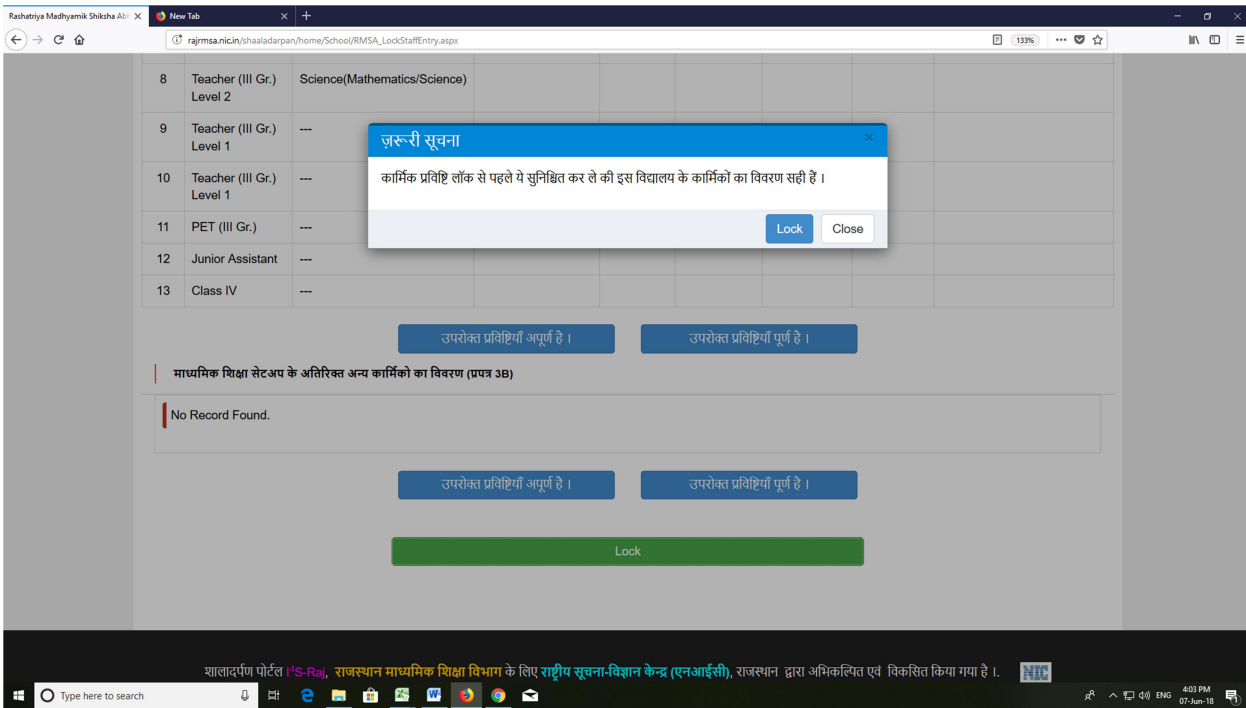 Rashatriya Madhyamik Shiksha Abh
New Tab
rajrmsa.nic.in/shaaladarpan/home/School/RMSA_LockStaffEntry.aspx
133%
8 Teacher (III Gr.) Science(Mathematics/Science)
Level 2
9 Teacher (III Gr.) ---
Level 1
ज़रूरी सूचना
×
कार्मिक प्रविष्टि लॉक से पहले ये सुनिश्चित कर ले की इस विद्यालय के कार्मिकों का विवरण सही हैं ।
Lock Close
10 Teacher (III Gr.) ---
Level 1
11 PET (III Gr.) ---
12 Junior Assistant ---
13 Class IV ---
उपरोक्त प्रविष्टियाँ अपूर्ण है । उपरोक्त प्रविष्टियाँ पूर्ण है ।
माध्यमिक शिक्षा सेटअप के अतिरिक्त अन्य कार्मिको का विवरण (प्रपत्र 3B)
No Record Found.
उपरोक्त प्रविष्टियाँ अपूर्ण है । उपरोक्त प्रविष्टियाँ पूर्ण है ।
Lock
शालादर्पण पोर्टल I⁴S-Raj, राजस्थान माध्यमिक शिक्षा विभाग के लिए राष्ट्रीय सूचना-विज्ञान केन्द्र (एनआईसी), राजस्थान द्वारा अभिकल्पित एवं विकसित किया गया है ।
NIC
Type here to search
ENG
4:03 PM
07-Jun-18